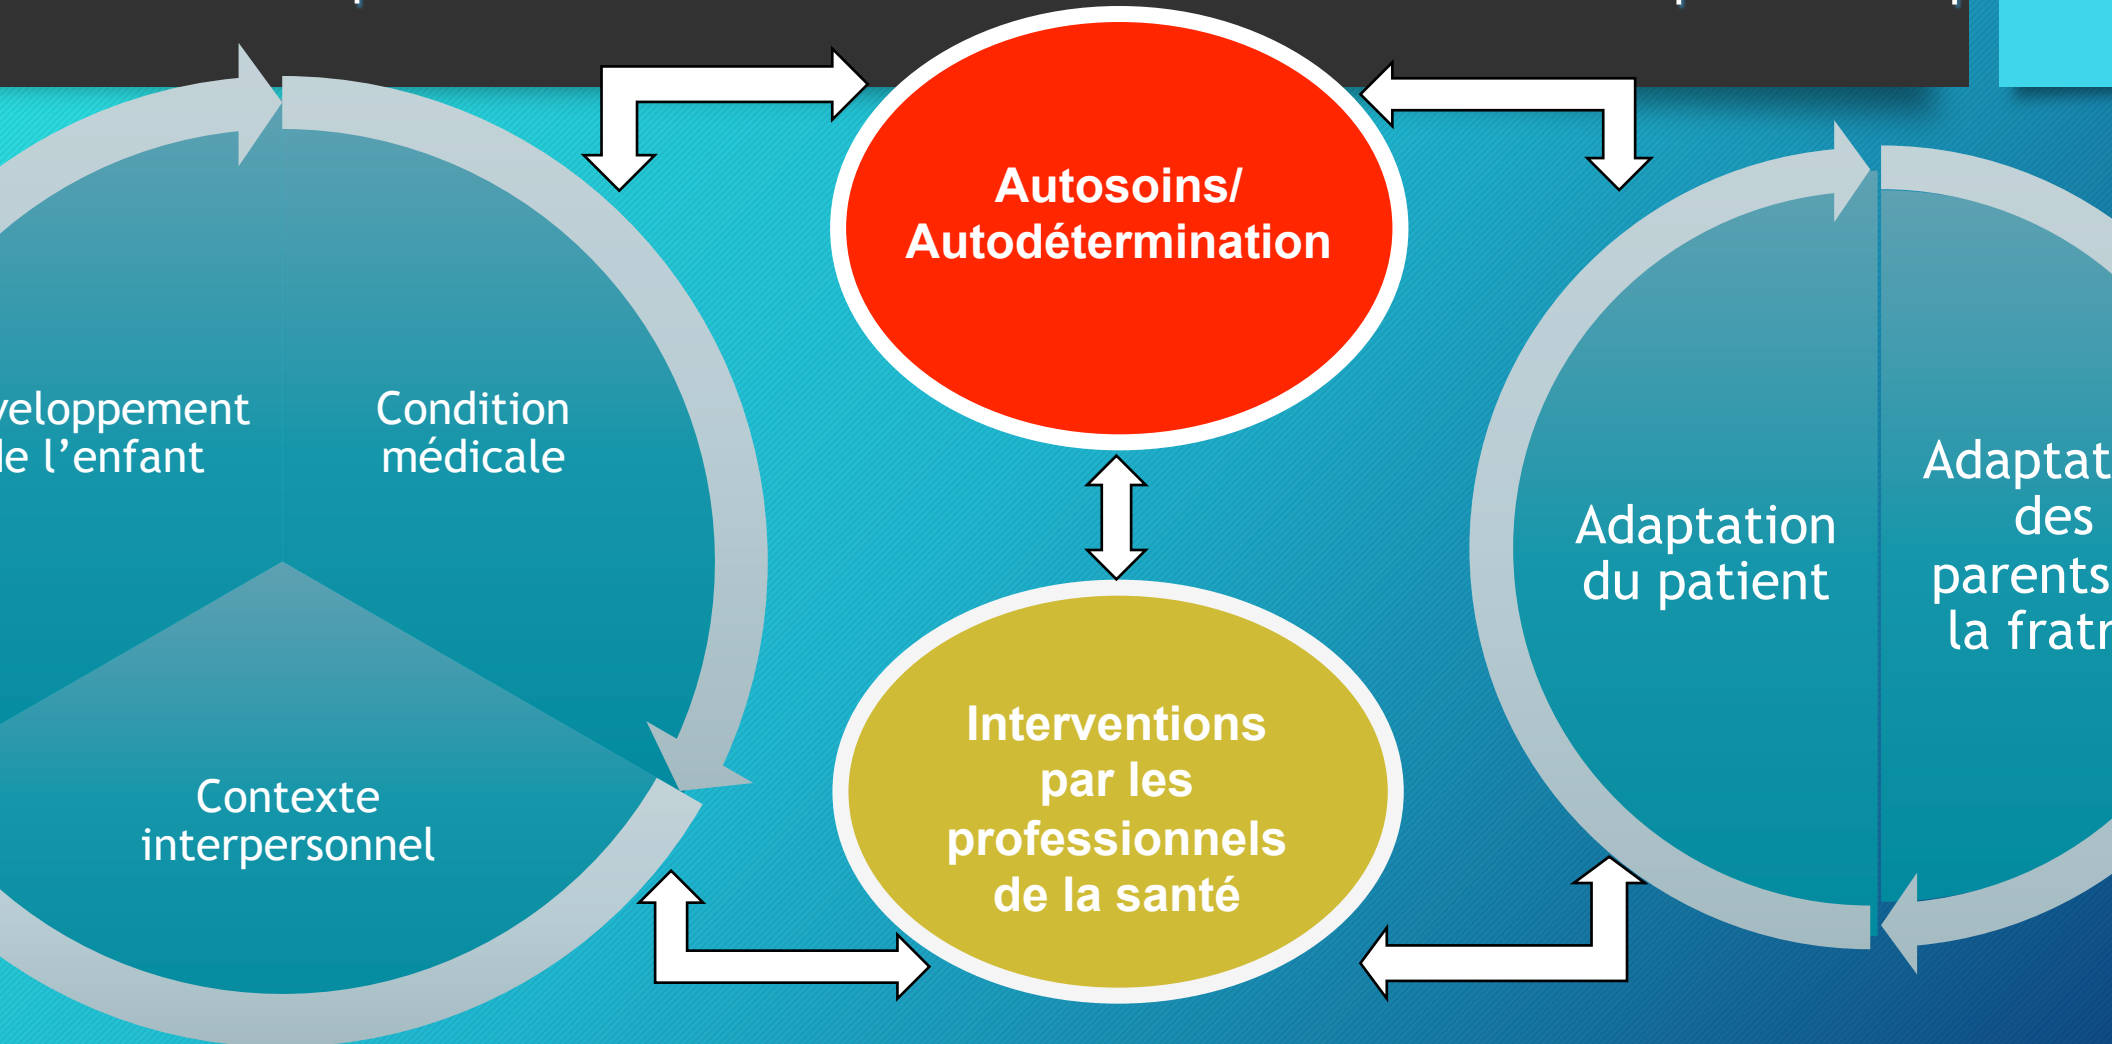 Autosoins/
Autodétermination
veloppement
de l’enfant
Condition
médicale
Contexte
interpersonnel
Interventions
par les
professionnels
de la santé
Adaptation
du patient
Adaptat
des
parents
la fratr